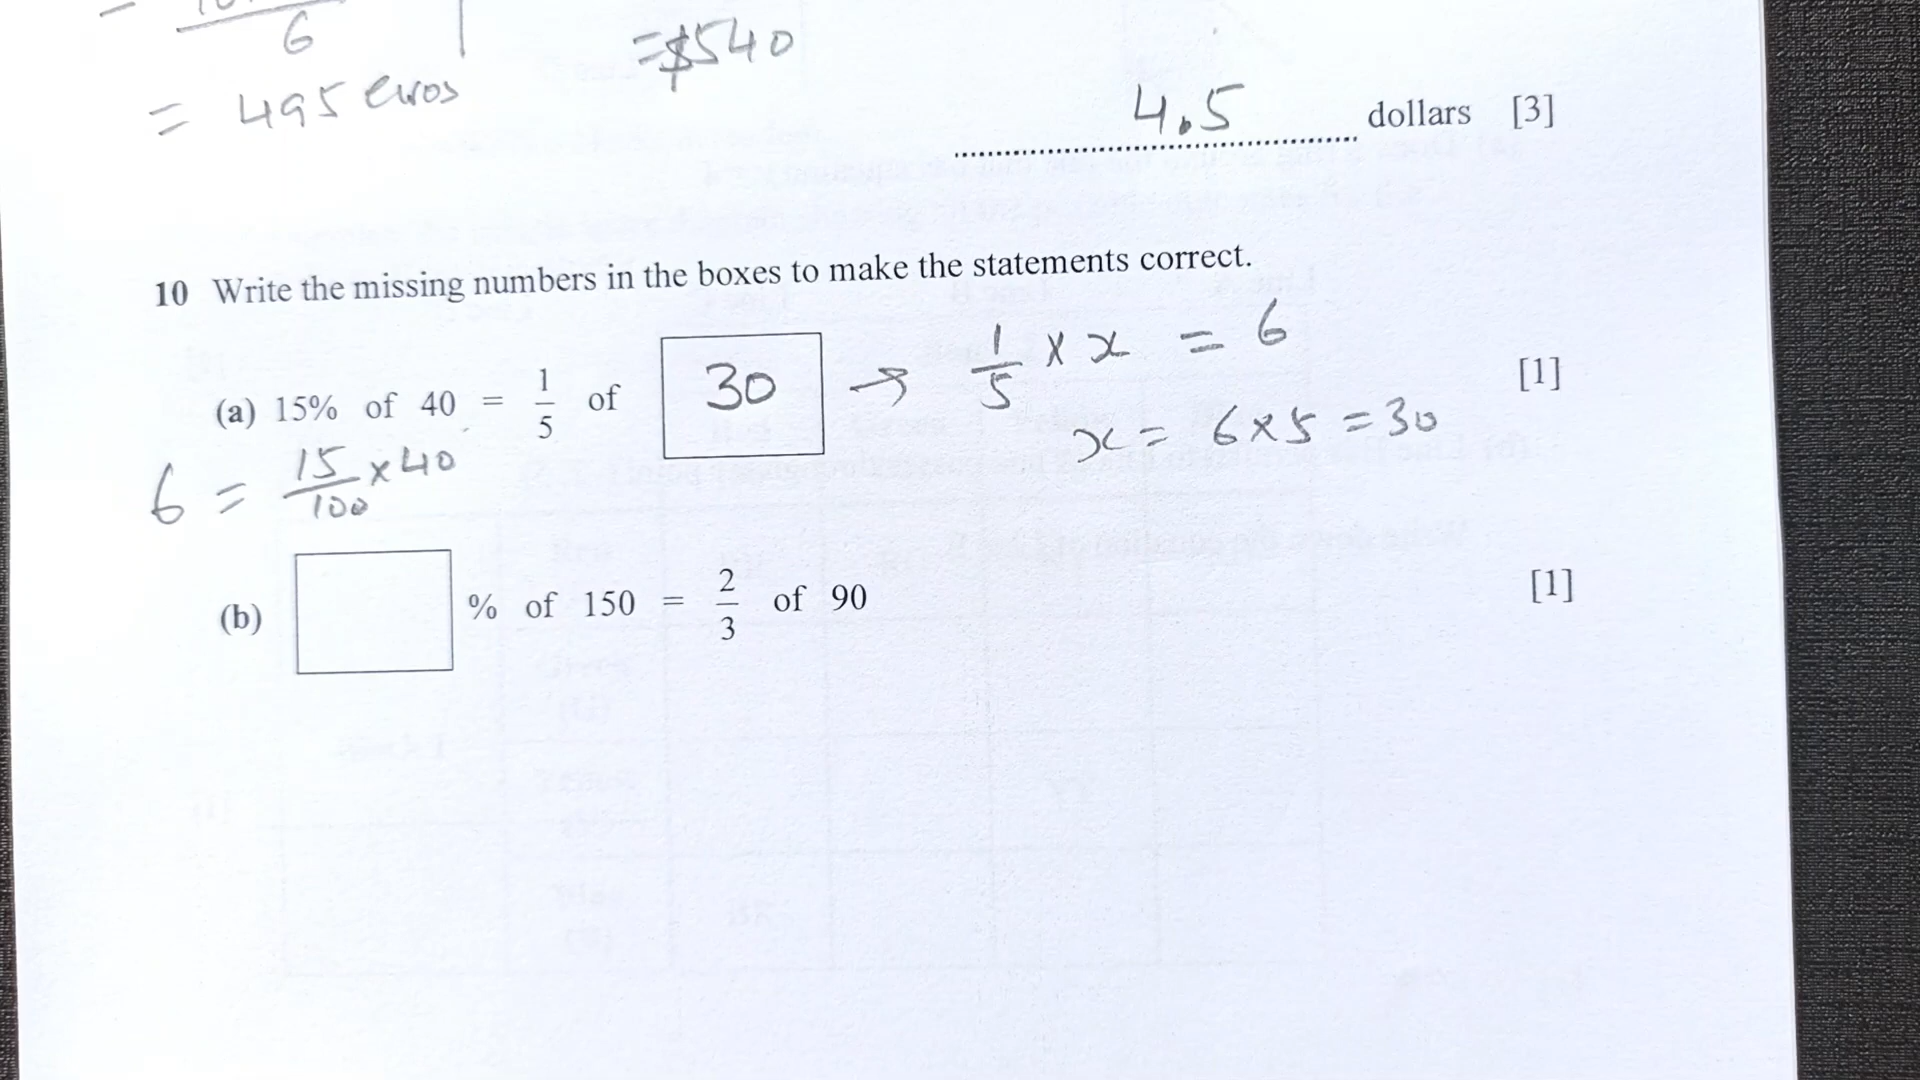 6
= $540
= 495 euros
4.5 dollars [3]
10 Write the missing numbers in the boxes to make the statements correct.
(a) 15% of 40 = 1/5 of 30 → 1/5 × x = 6 [1]
x = 6 × 5 = 30
6 = 15/100 × 40
(b) % of 150 = 2/3 of 90 [1]